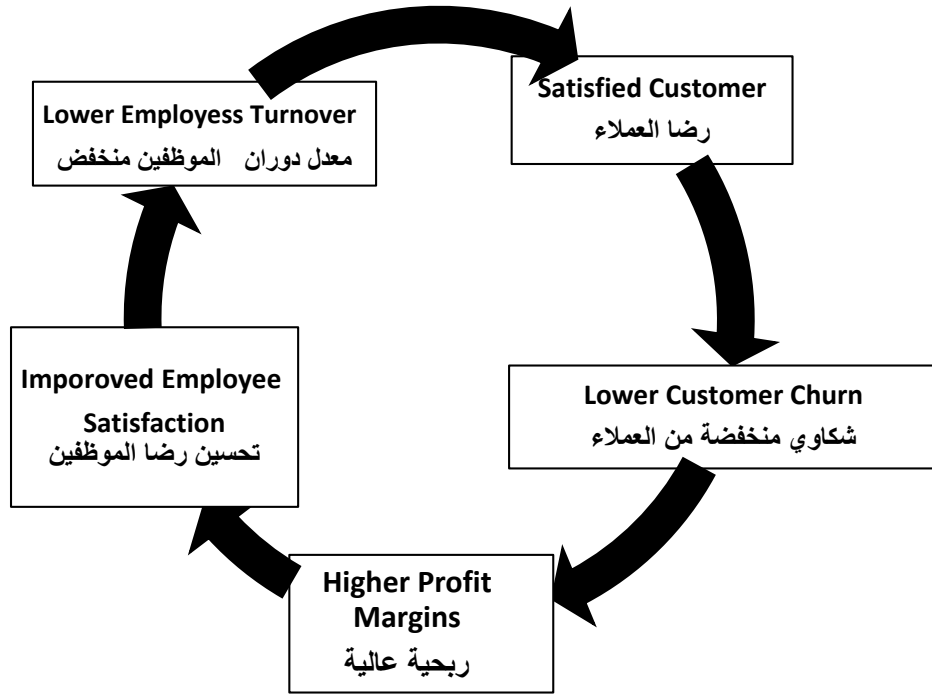 Lower Employess Turnover
معدل دوران الموظفين منخفض
Satisfied Customer
رضا العملاء
Lower Customer Churn
شكاوي منخفضة من العملاء
Higher Profit
Margins
ربحية عالية
Imporoved Employee
Satisfaction
تحسين رضا الموظفين